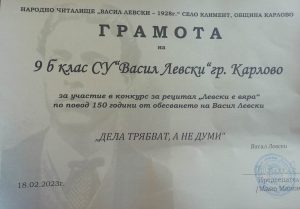 НАРОДНО ЧИТАЛИЩЕ „ВАСИЛ ЛЕВСКИ – 1928г.“ СЕЛО КЛИМЕНТ, ОБЩИНА КАРЛОВО
ГРАМОТА
на
9 б клас СУ“Васил Левски“гр. Карлово
за участие в конкурс за рецитал „Левски е вяра“
по повод 150 години от обесването на Васил Левски
„ДЕЛА ТРЯБВАТ, А НЕ ДУМИ“
Васил Левски
18.02.2023г.
Председател